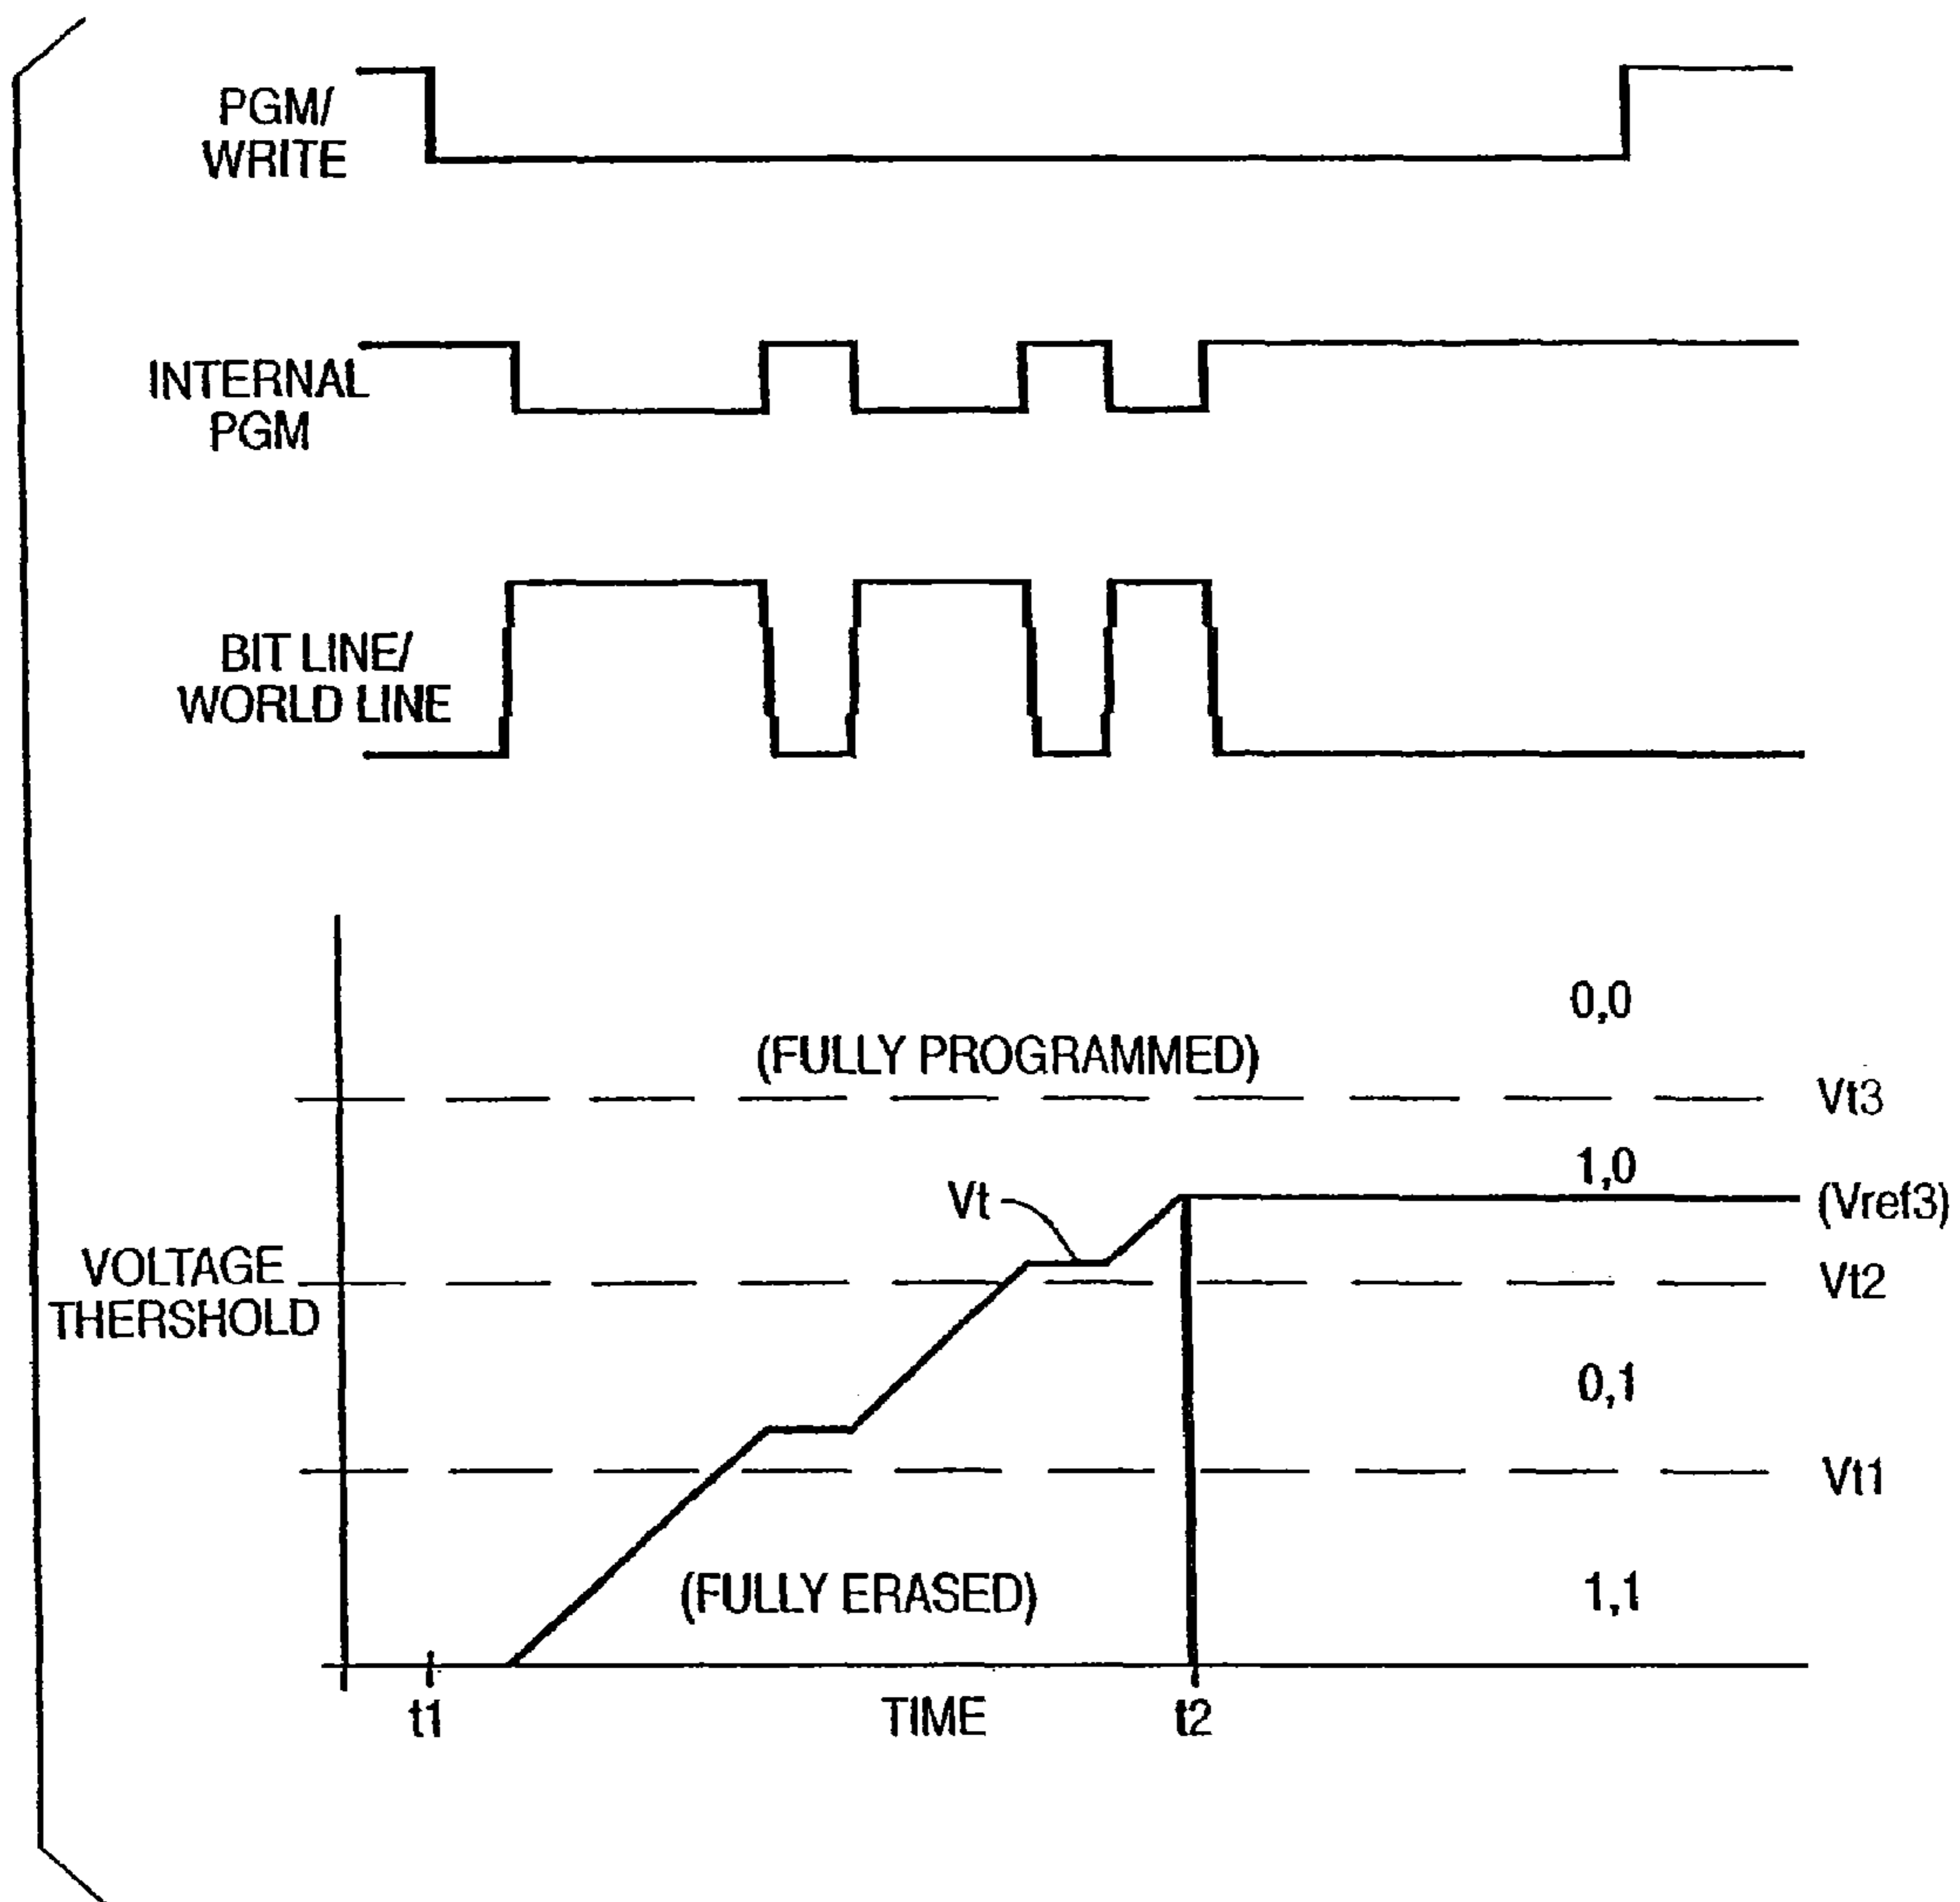 PGM/
WRITE
INTERNAL
PGM
BIT LINE/
WORLD LINE
0,0
(FULLY PROGRAMMED)
Vt3
1,0
Vt
(Vref3)
VOLTAGE
THERSHOLD
Vt2
0,1
Vt1
(FULLY ERASED)
1,1
t1
TIME
t2